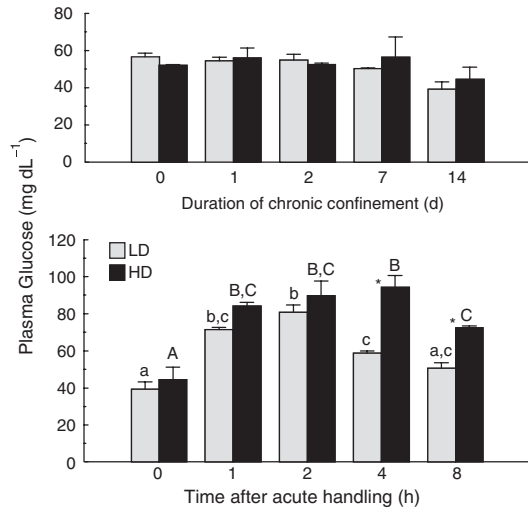 80
60
40
20
0
0 1 2 7 14
Duration of chronic confinement (d)
Plasma Glucose (mg dL⁻¹)
120
100
80
60
40
20
0
LD
HD
a A
b,c B,C
b B,C
c * B
a,c * C
0 1 2 4 8
Time after acute handling (h)